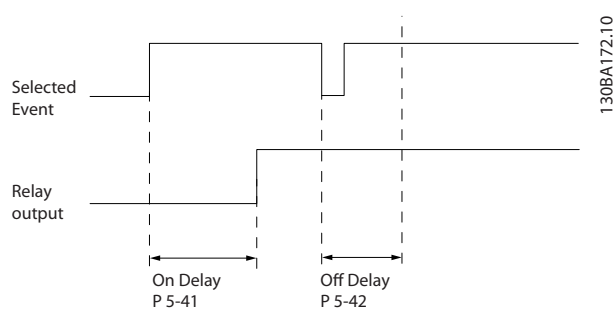 130BA172.10
Selected
Event
Relay
output
On Delay
P 5-41
Off Delay
P 5-42